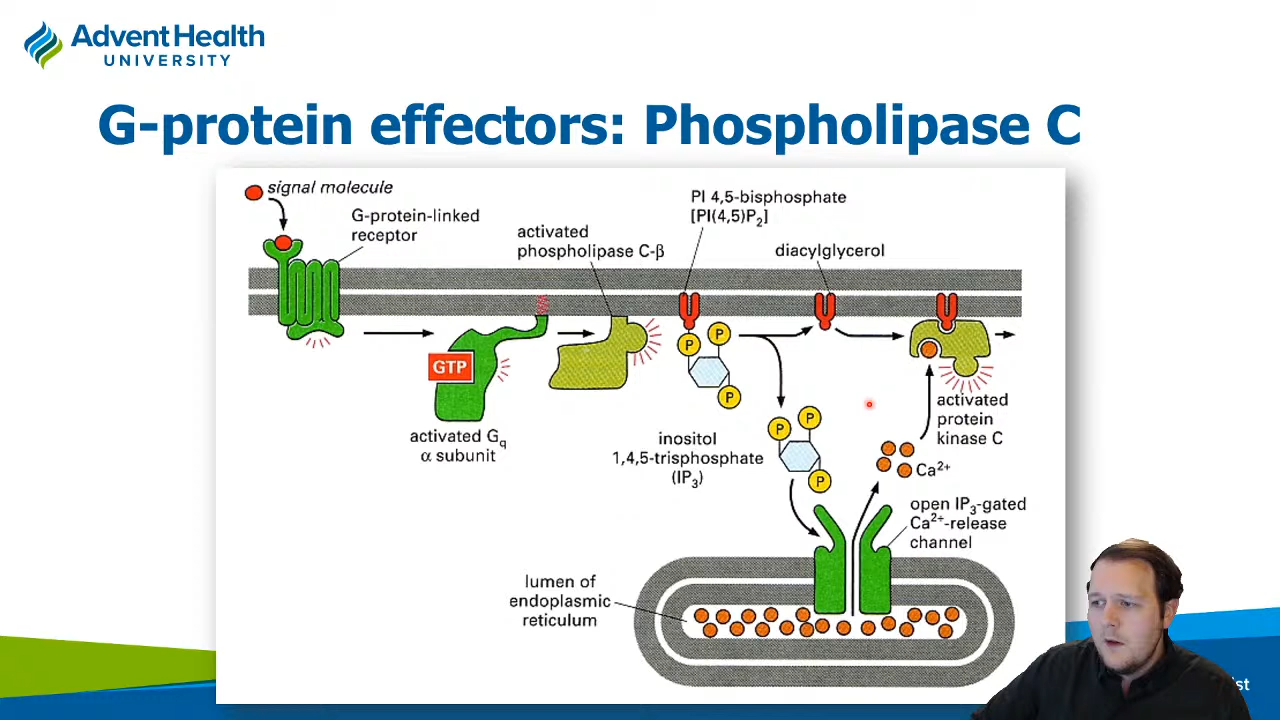 AdventHealth
UNIVERSITY
G-protein effectors: Phospholipase C
signal molecule
G-protein-linked
receptor
activated
phospholipase C-β
PI 4,5-bisphosphate
[PI(4,5)P₂]
diacylglycerol
GTP
P
P
P
activated Gq
α subunit
inositol
1,4,5-trisphosphate
(IP₃)
P
P
P
activated
protein
kinase C
Ca²⁺
open IP₃-gated
Ca²⁺-release
channel
lumen of
endoplasmic
reticulum